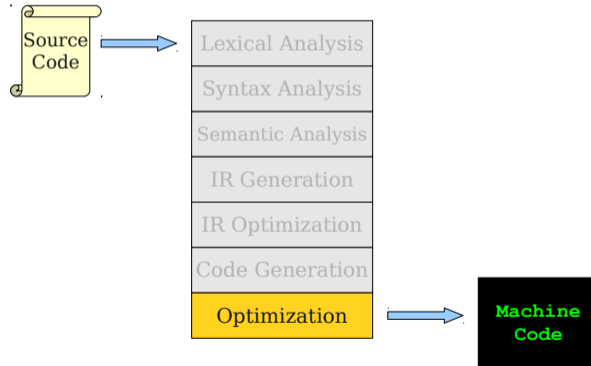 Source
Code
Lexical Analysis
Syntax Analysis
Semantic Analysis
IR Generation
IR Optimization
Code Generation
Optimization
Machine
Code